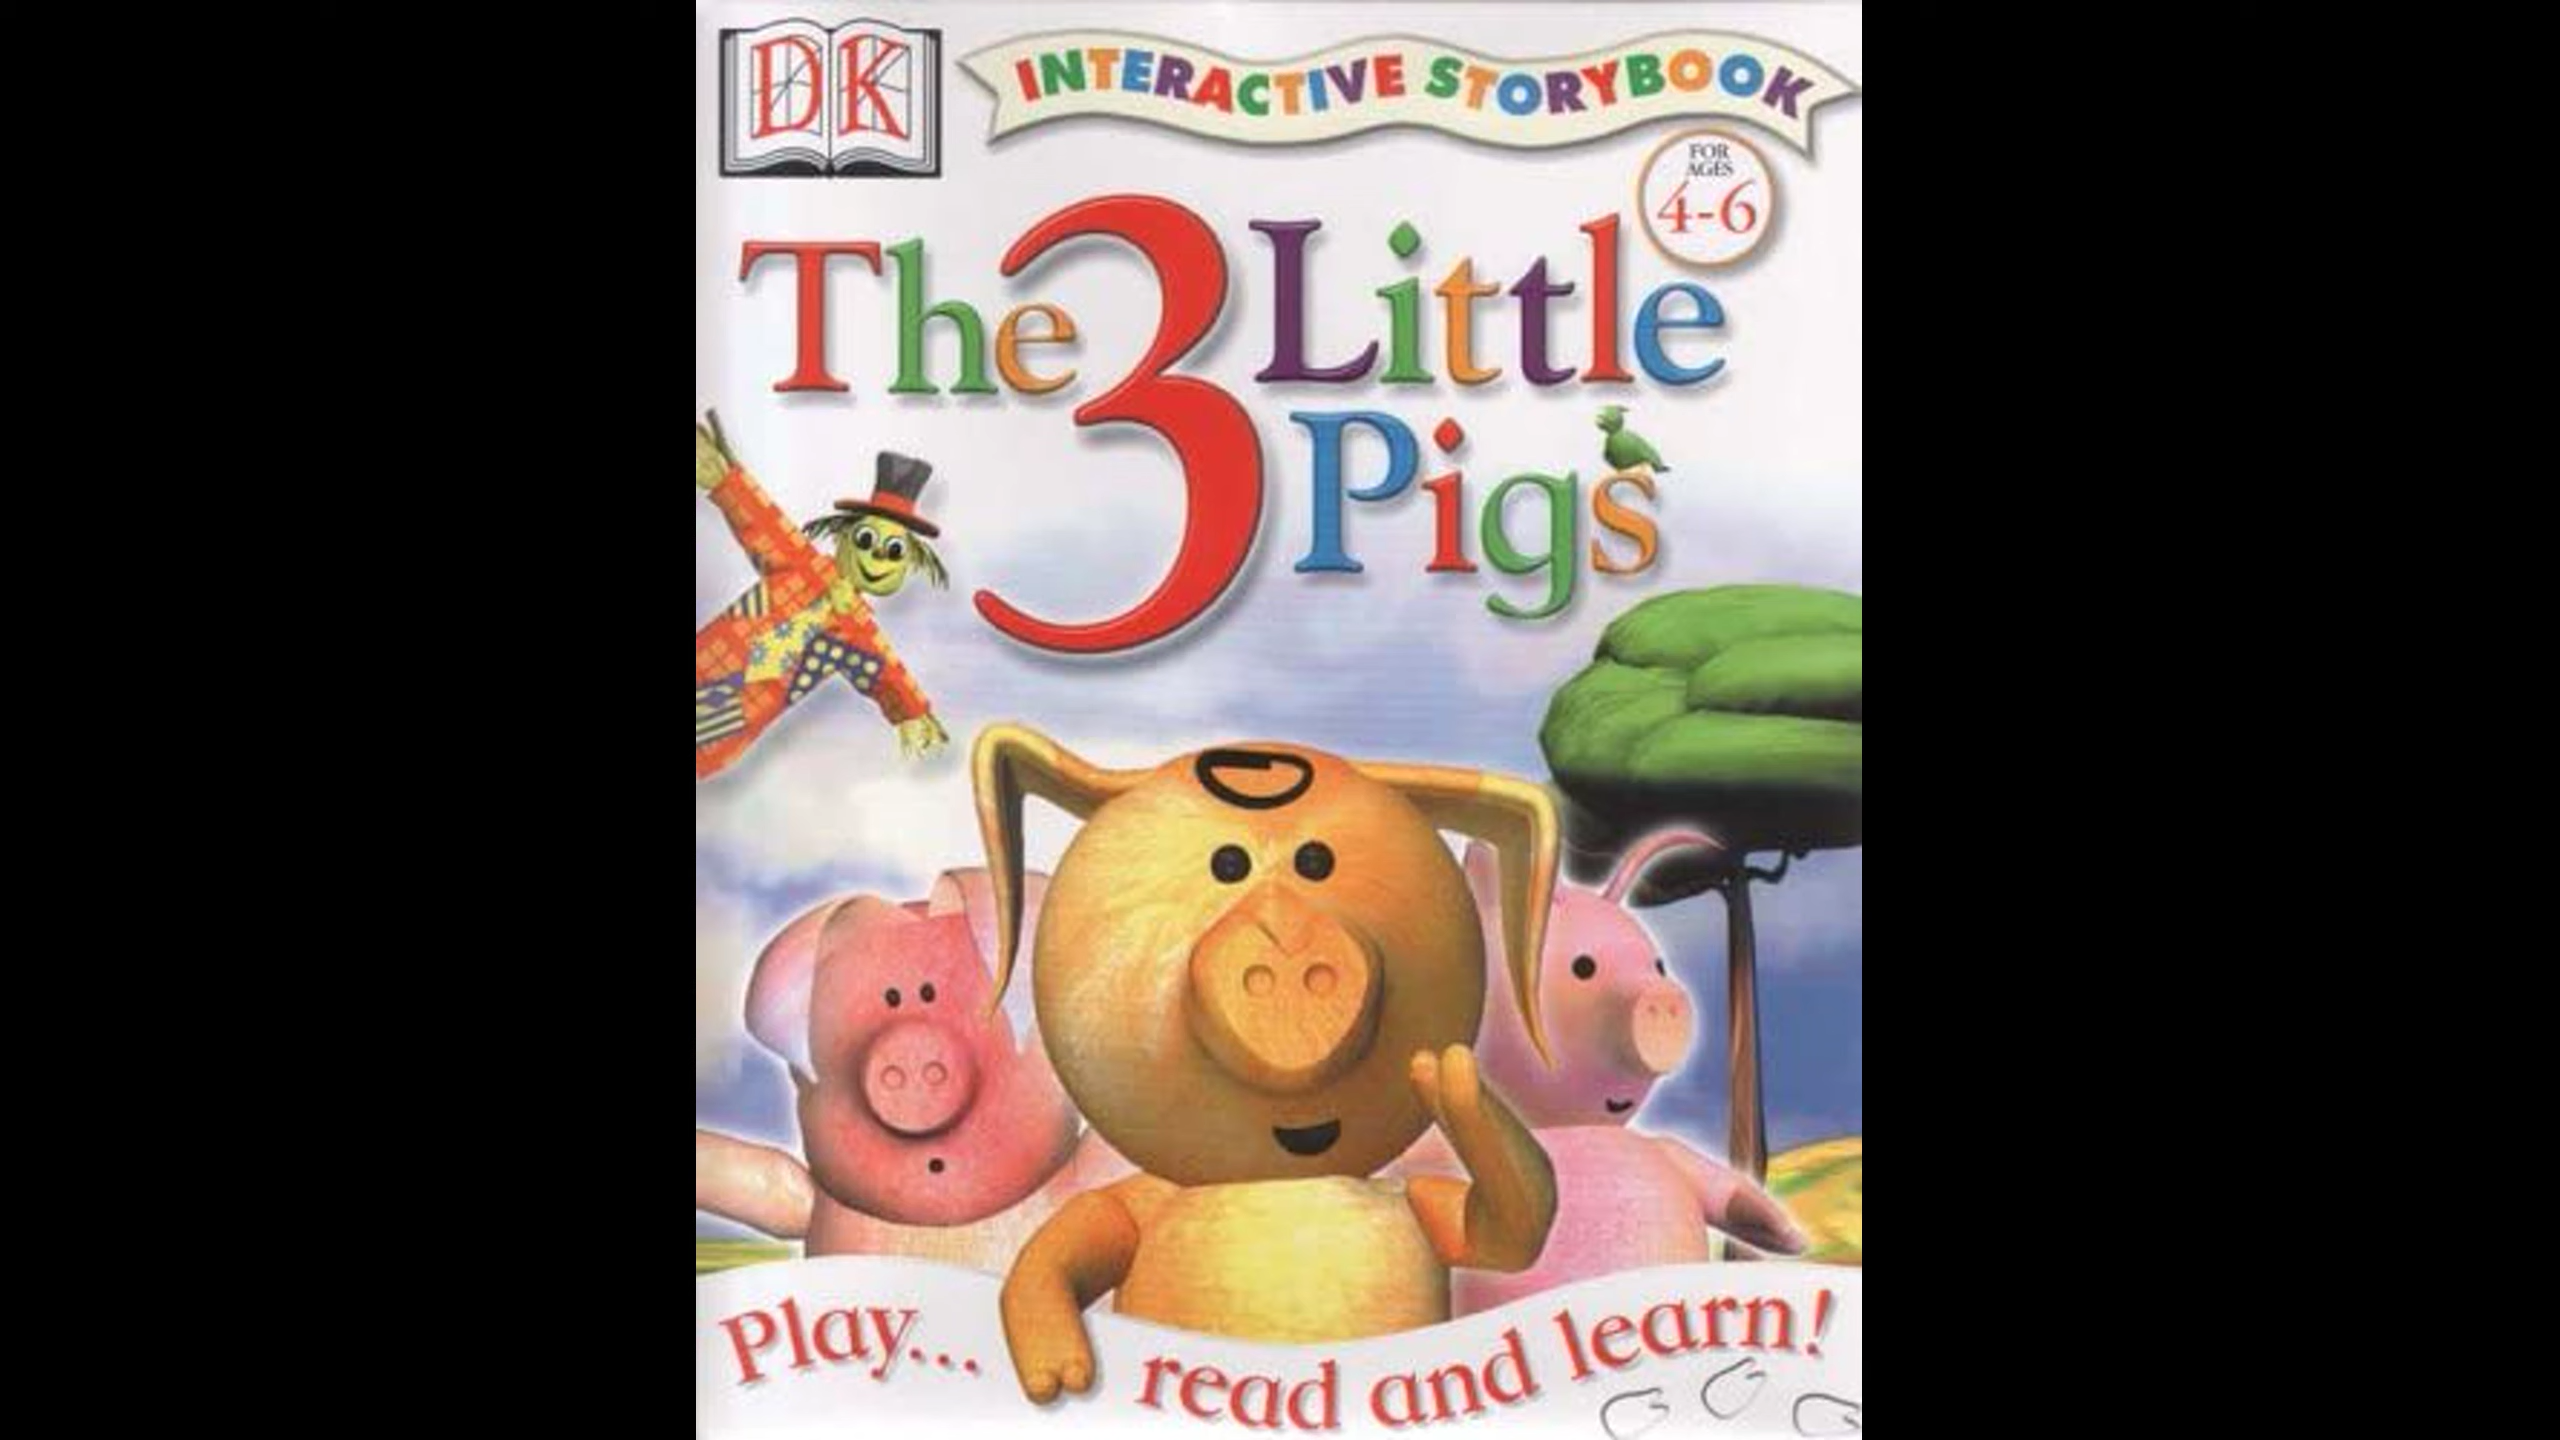 DK
INTERACTIVE STORYBOOK
FOR
AGES
4-6
The 3 Little
Pigs
Play... read and learn!